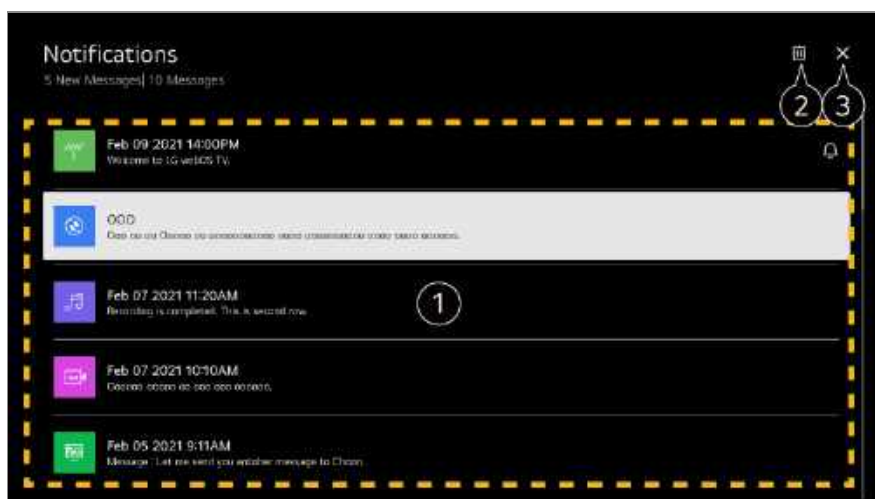 Notifications
5 New Messages| 10 Messages
2
3
Feb 09 2021 14:00PM
Welcome to LG webOS TV.
OOO
Feb 07 2021 11:20AM
Recording is completed. This is second row.
1
Feb 07 2021 10:10AM
Feb 05 2021 9:11AM
Message : Let me send you antoher message to Choon